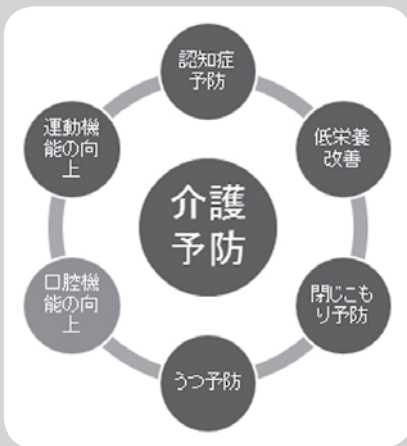 認知症
予防
低栄養
改善
閉じこも
り予防
うつ予防
口腔機
能の向
上
運動機
能の向
上
介護
予防